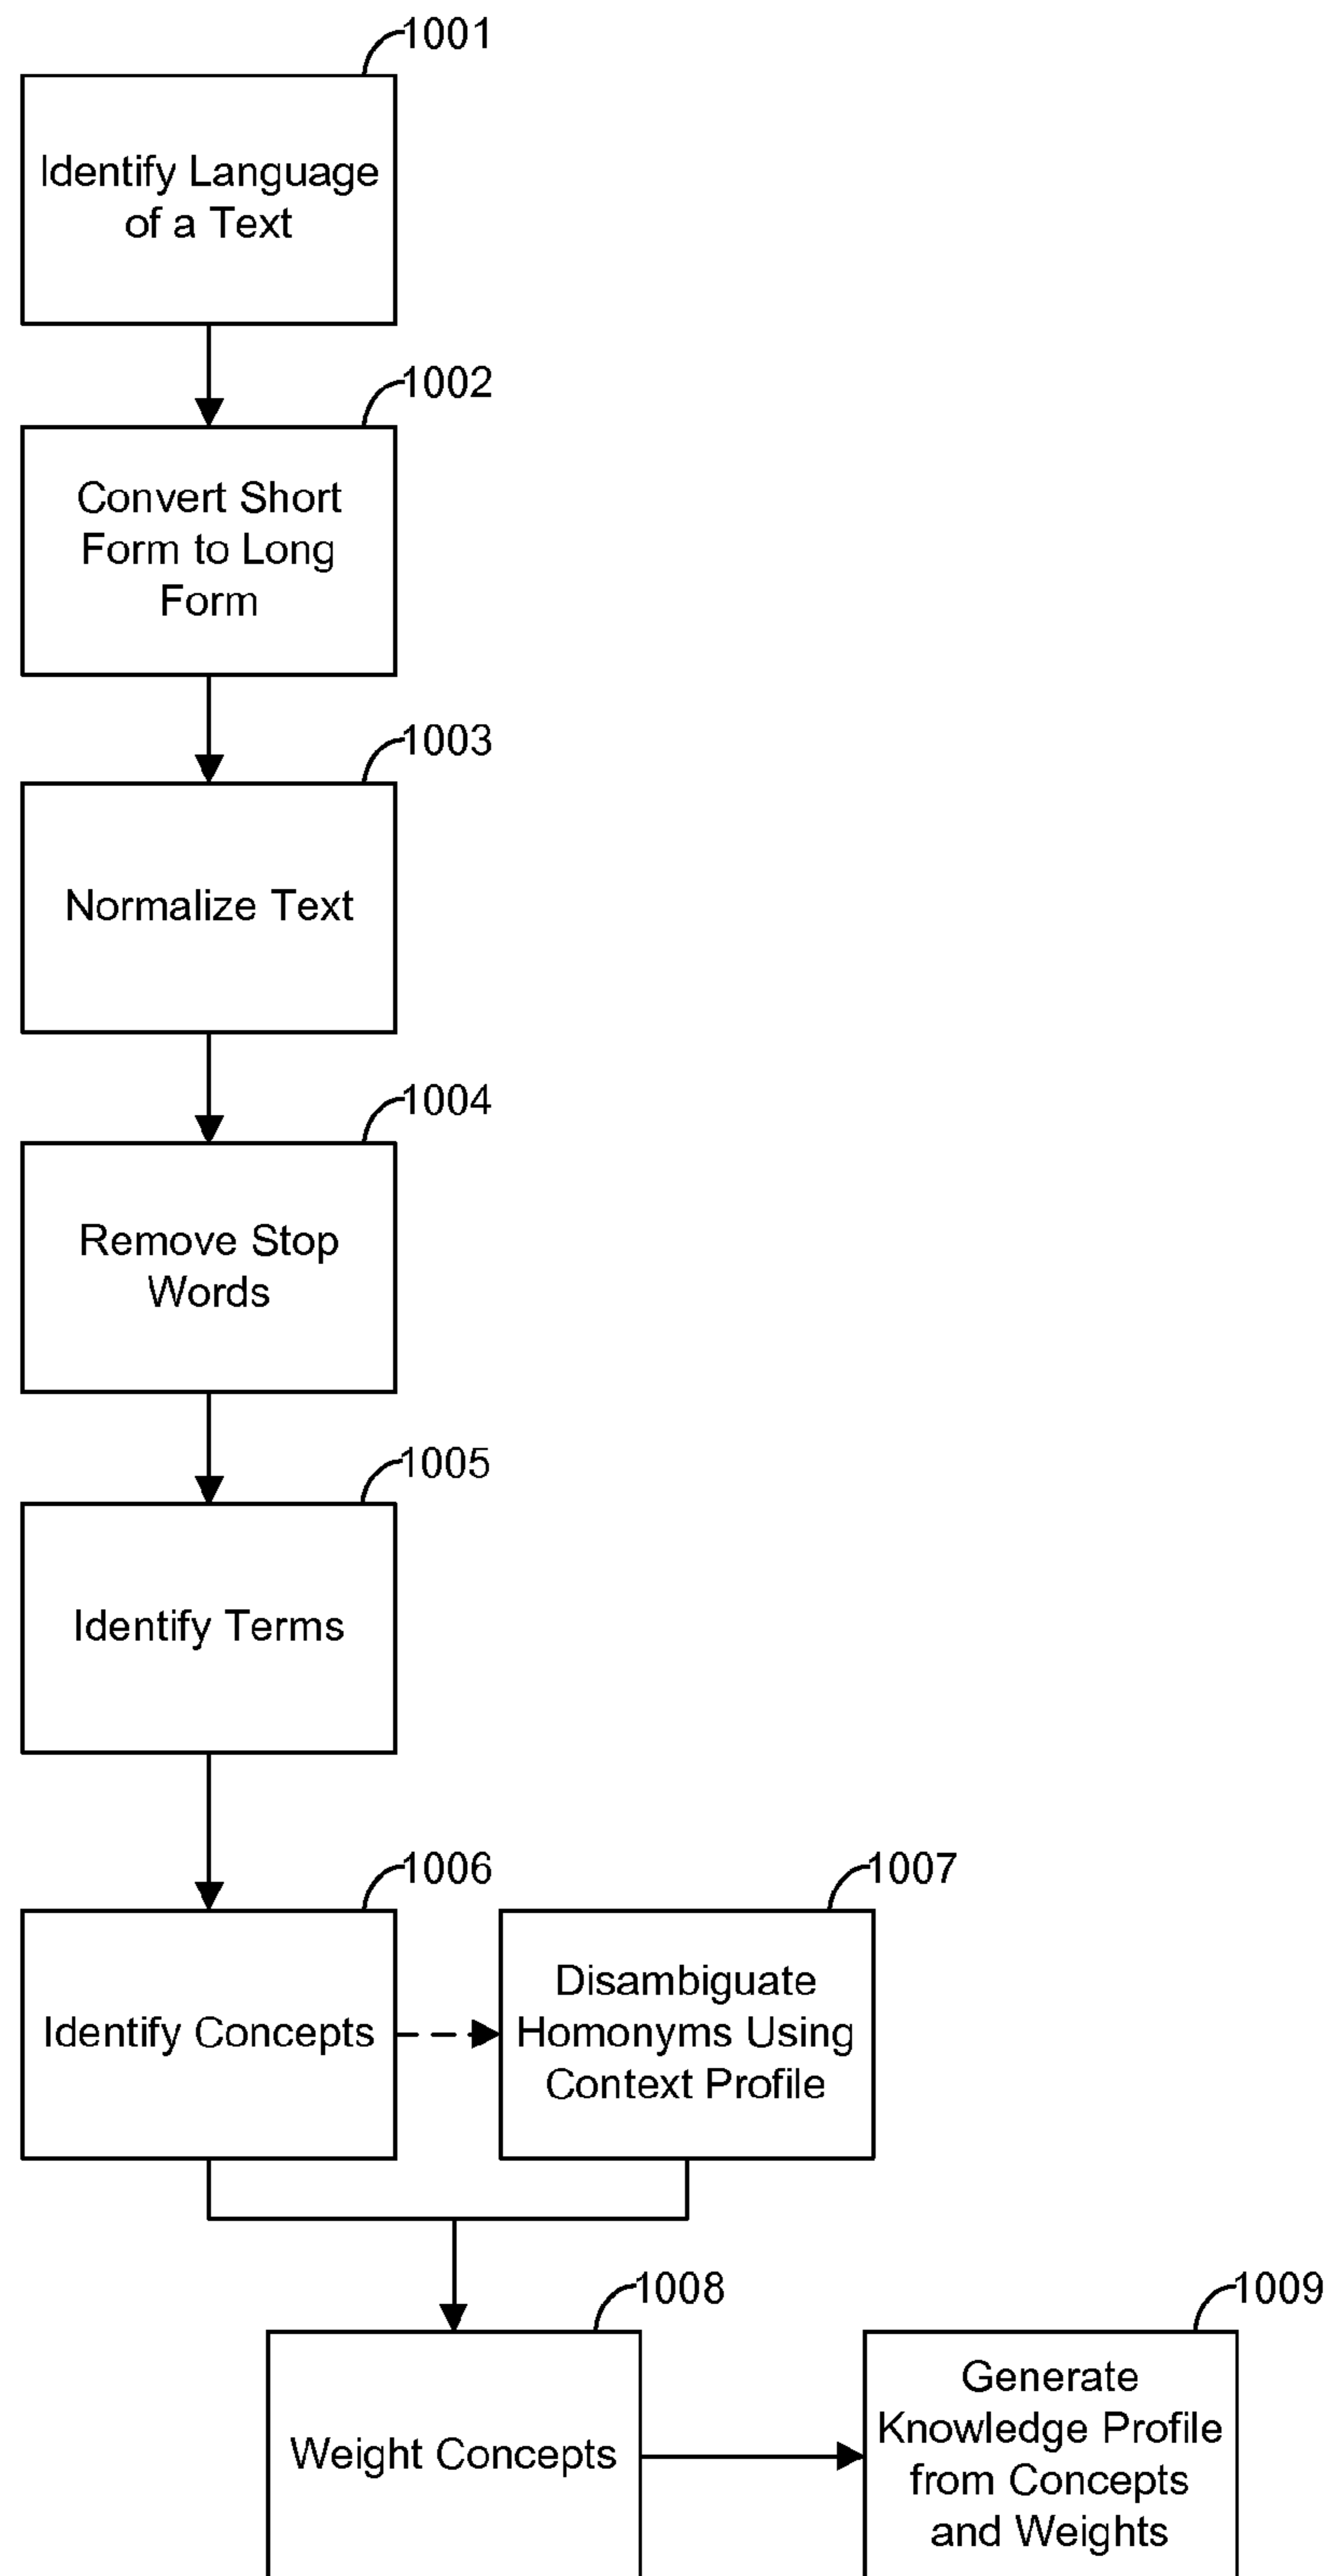 1001
Identify Language
of a Text
1002
Convert Short
Form to Long
Form
1003
Normalize Text
1004
Remove Stop
Words
1005
Identify Terms
1006
Identify Concepts
1007
Disambiguate
Homonyms Using
Context Profile
1008
Weight Concepts
1009
Generate
Knowledge Profile
from Concepts
and Weights